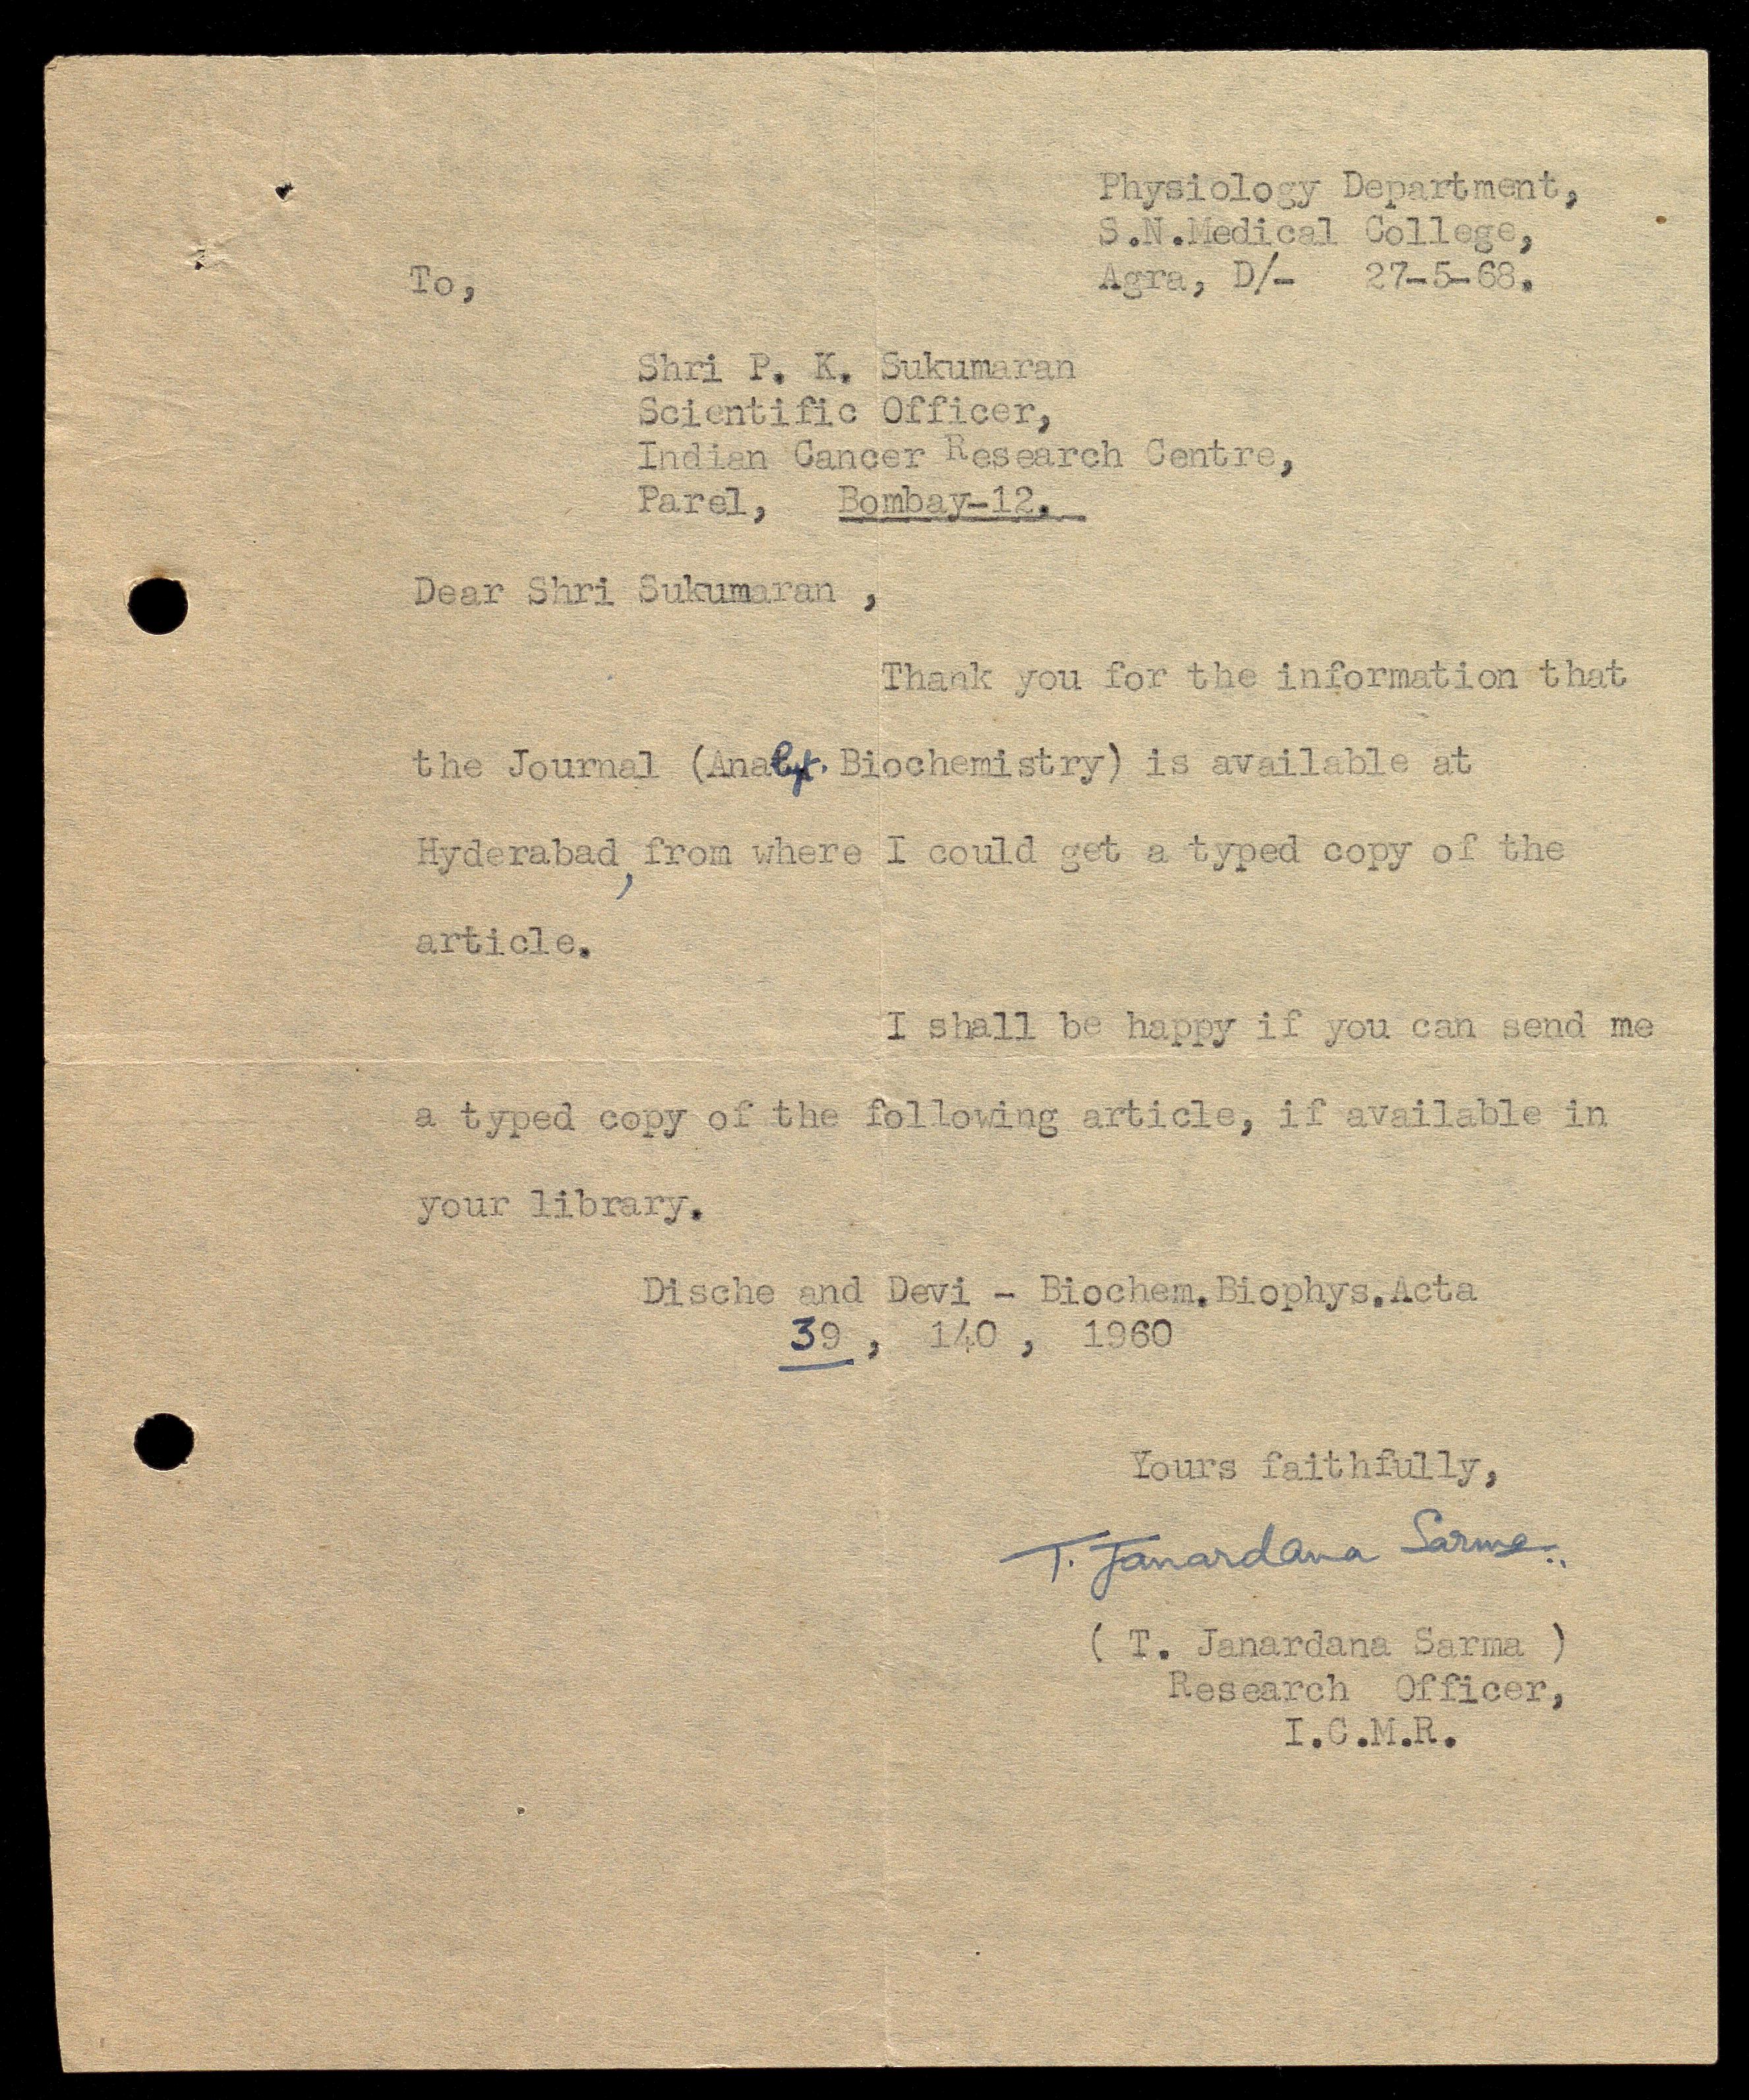 Physiology Department,
S.N.Medical College,
Agra, D/- 27-5-68.
To,
Shri P. K. Sukumaran
Scientific Officer,
Indian Cancer Research Centre,
Parel, Bombay-12.
Dear Shri Sukumaran ,
Thank you for the information that
the Journal (Analyt. Biochemistry) is available at
Hyderabad, from where I could get a typed copy of the
article.
I shall be happy if you can send me
a typed copy of the following article, if available in
your library.
Dische and Devi - Biochem.Biophys.Acta
39 , 140 , 1960
Yours faithfully,
T. Janardana Sarma
( T. Janardana Sarma )
Research Officer,
I.C.M.R.